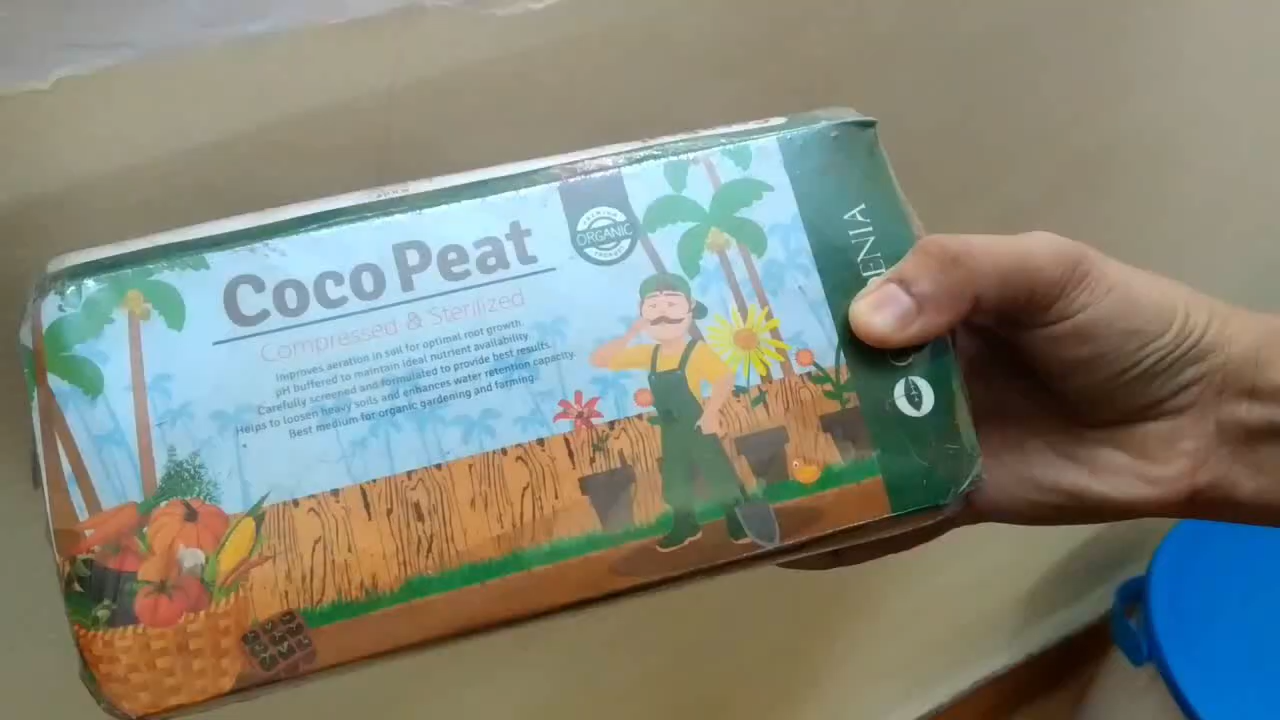 Coco Peat
Compressed & Sterilized
Improves aeration in soil for optimal root growth.
pH buffered to maintain ideal nutrient availability.
Carefully screened and formulated to provide best results.
Helps to loosen heavy soils and enhances water retention capacity.
Best medium for organic gardening and farming.
PREMIUM
ORGANIC
ENIA